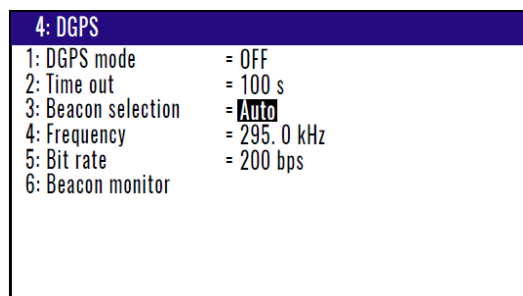 4: DGPS
1: DGPS mode = OFF
2: Time out = 100 s
3: Beacon selection = Auto
4: Frequency = 295.0 kHz
5: Bit rate = 200 bps
6: Beacon monitor